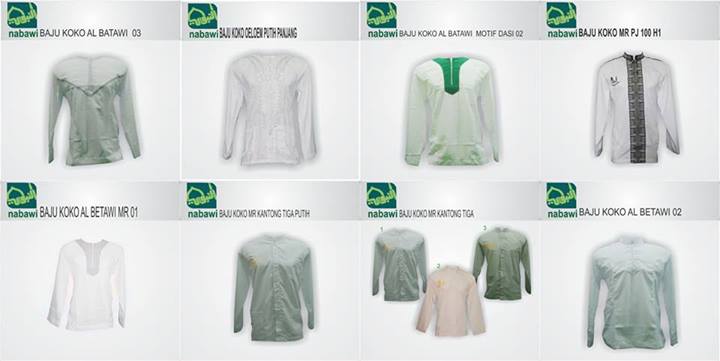 nabawi BAJU KOKO AL BATAWI 03
nabawi BAJU KOKO OELOEM PUTIH PANJANG
nabawi BAJU KOKO AL BATAWI MOTIF DASI 02
nabawi BAJU KOKO MR PJ 100 H1
nabawi BAJU KOKO AL BETAWI MR 01
nabawi BAJU KOKO MR KANTONG TIGA PUTIH
nabawi BAJU KOKO MR KANTONG TIGA
1
2
3
nabawi BAJU KOKO AL BETAWI 02